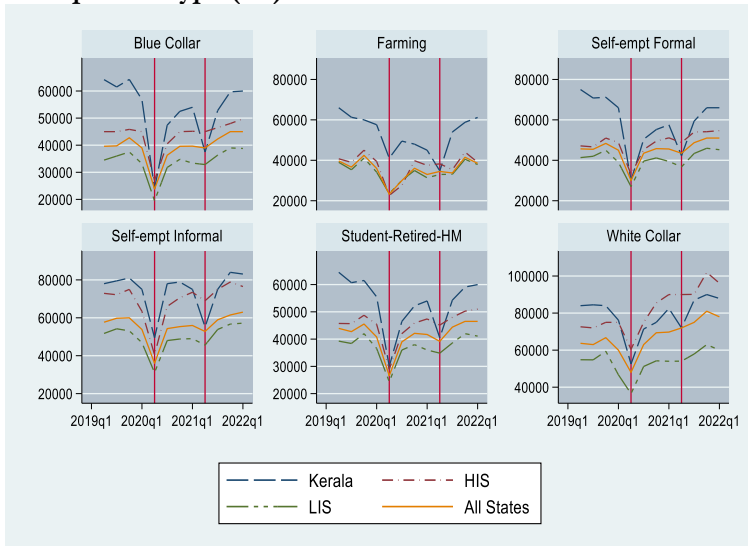 Blue Collar
Farming
Self-empt Formal
60000
50000
40000
30000
20000
80000
60000
40000
20000
80000
60000
40000
20000
Self-empt Informal
Student-Retired-HM
White Collar
80000
60000
40000
20000
60000
50000
40000
30000
20000
100000
80000
60000
40000
2019q1 2020q1 2021q1 2022q1
2019q1 2020q1 2021q1 2022q1
2019q1 2020q1 2021q1 2022q1
Kerala HIS
LIS All States